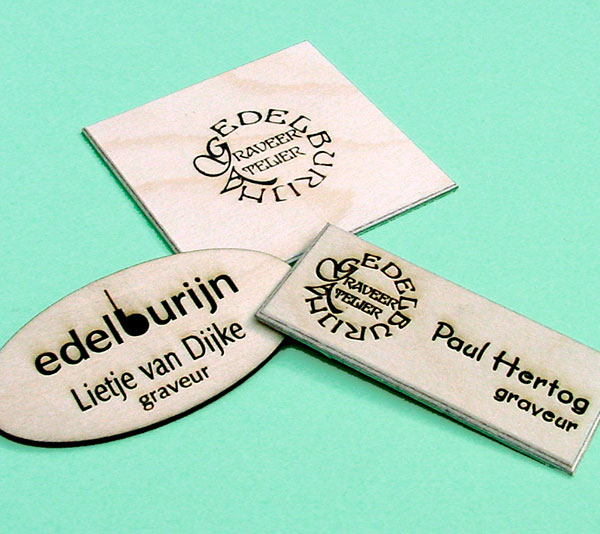 EDELBURIJN
GRAVEER
ATELIER
edelburijn
Lietje van Dijke
graveur
EDELBURIJN
GRAVEER
ATELIER
Paul Hertog
graveur